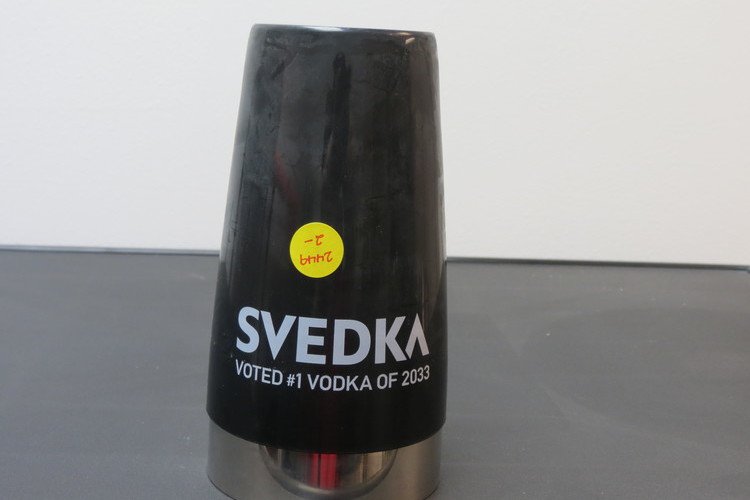 2449
2-
SVEDKA
VOTED #1 VODKA OF 2033